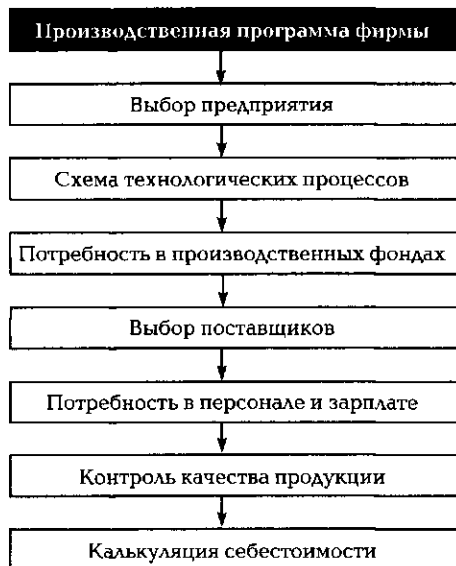 Производственная программа фирмы
Выбор предприятия
Схема технологических процессов
Потребность в производственных фондах
Выбор поставщиков
Потребность в персонале и зарплате
Контроль качества продукции
Калькуляция себестоимости